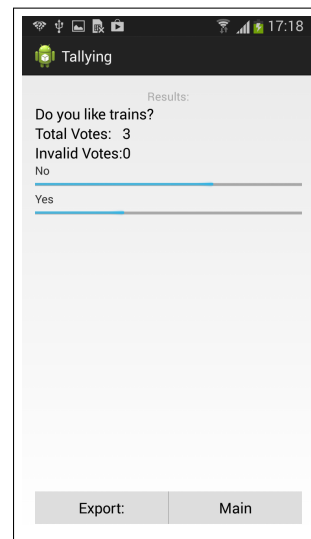 17:18
Tallying
Results:
Do you like trains?
Total Votes: 3
Invalid Votes:0
No
Yes
Export: Main